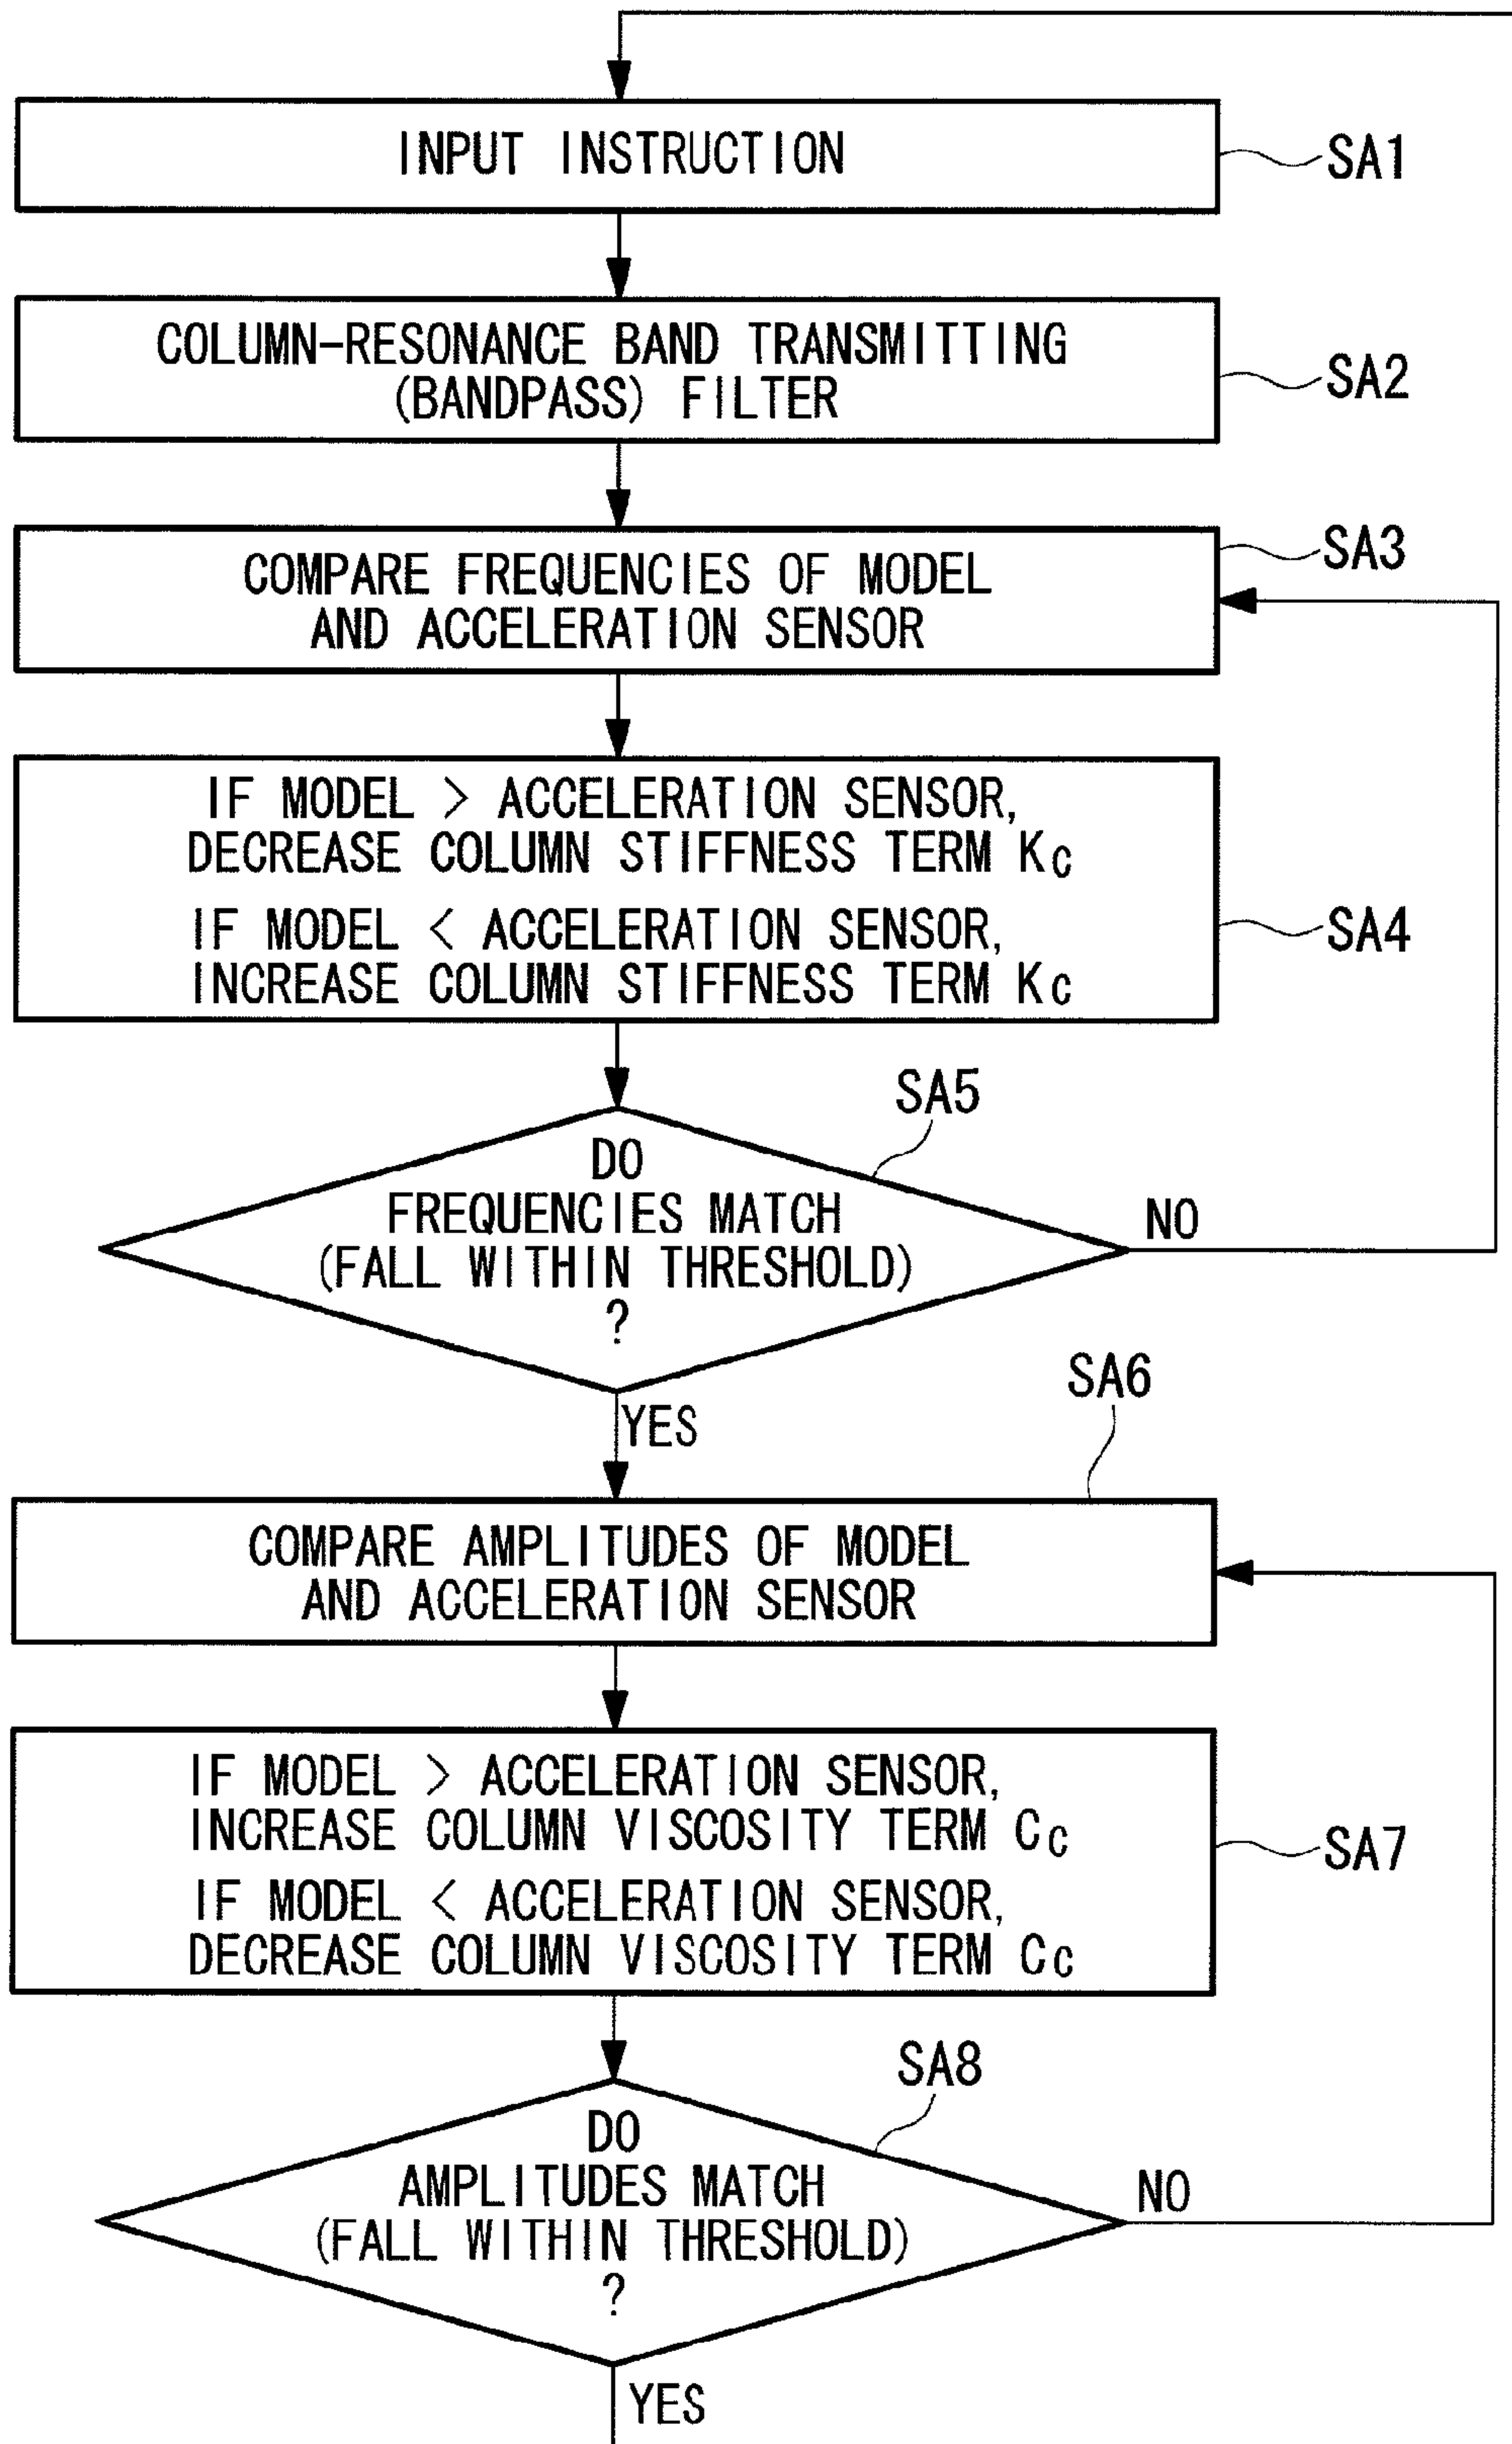 INPUT INSTRUCTION
SA1
COLUMN-RESONANCE BAND TRANSMITTING
(BANDPASS) FILTER
SA2
COMPARE FREQUENCIES OF MODEL
AND ACCELERATION SENSOR
SA3
IF MODEL > ACCELERATION SENSOR,
DECREASE COLUMN STIFFNESS TERM KC
IF MODEL < ACCELERATION SENSOR,
INCREASE COLUMN STIFFNESS TERM KC
SA4
SA5
DO
FREQUENCIES MATCH
(FALL WITHIN THRESHOLD)
?
NO
YES
SA6
COMPARE AMPLITUDES OF MODEL
AND ACCELERATION SENSOR
IF MODEL > ACCELERATION SENSOR,
INCREASE COLUMN VISCOSITY TERM CC
IF MODEL < ACCELERATION SENSOR,
DECREASE COLUMN VISCOSITY TERM CC
SA7
SA8
DO
AMPLITUDES MATCH
(FALL WITHIN THRESHOLD)
?
NO
YES